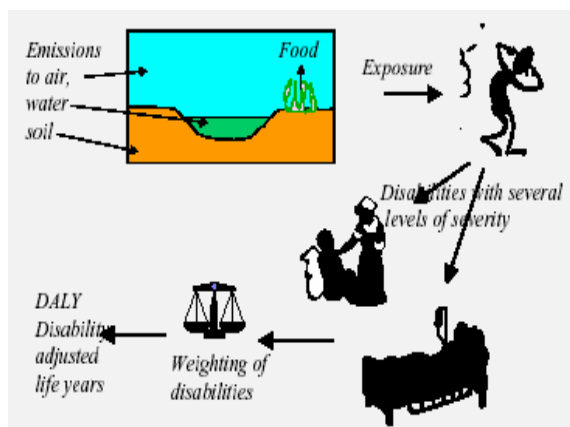 Emissions
to air,
water
soil
Food
Exposure
Disabilities with several
levels of severity
Weighting of
disabilities
DALY
Disability
adjusted
life years